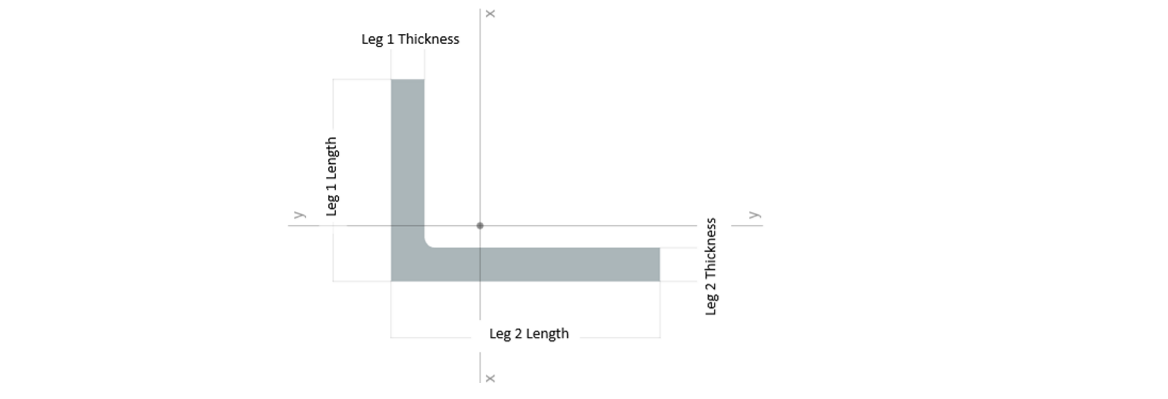 x
Leg 1 Thickness
Leg 1 Length
y
y
Leg 2 Thickness
Leg 2 Length
x